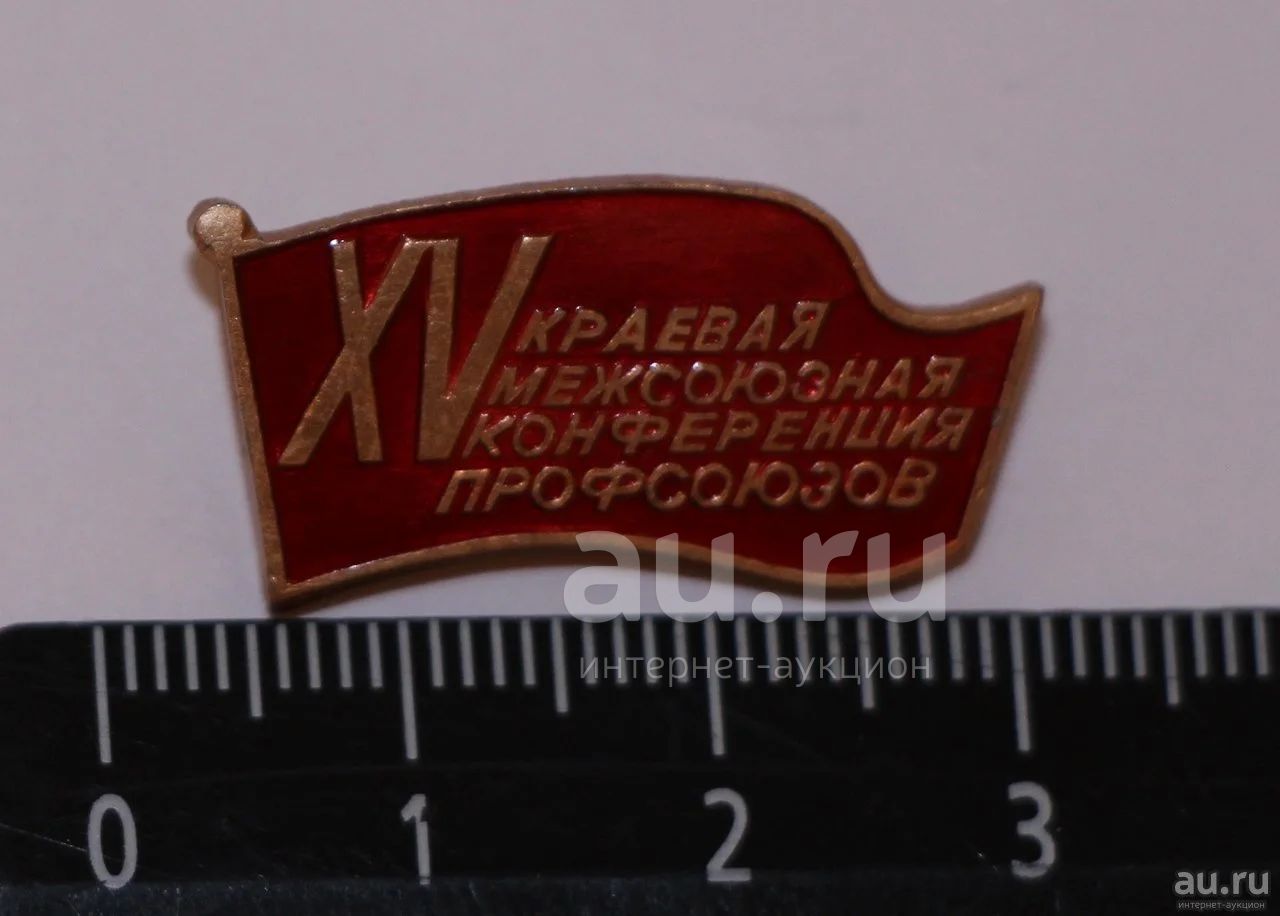 XV
КРАЕВАЯ
МЕЖСОЮЗНАЯ
КОНФЕРЕНЦИЯ
ПРОФСОЮЗОВ
au.ru
интернет-аукцион
0 1 2 3
au.ru
интернет-аукцион